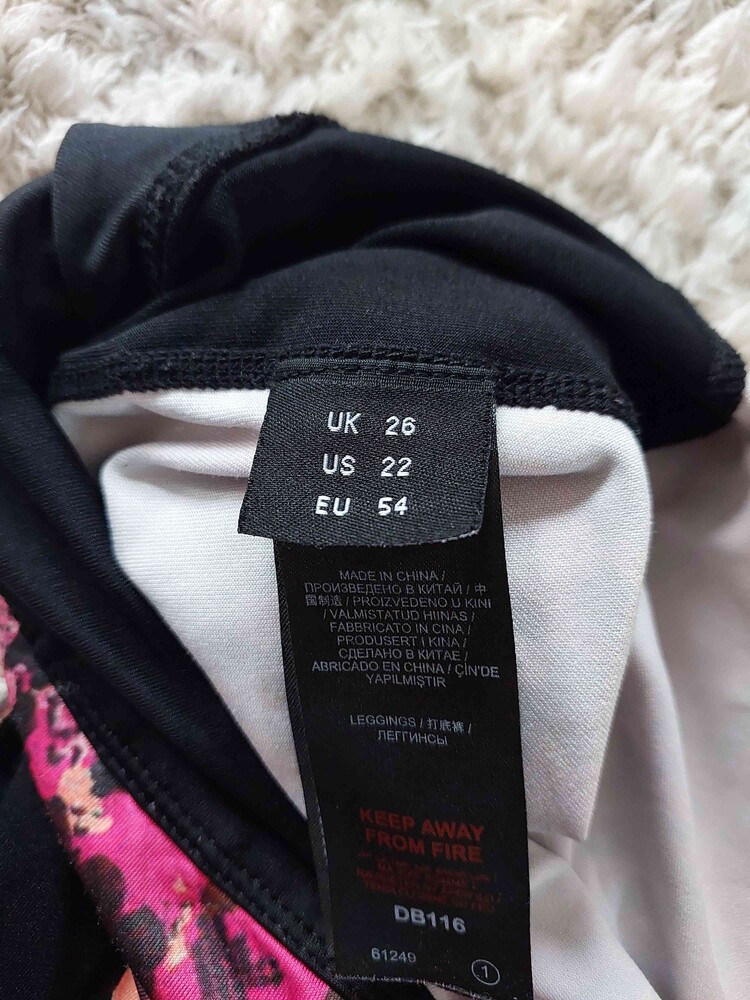 UK 26
US 22
EU 54
MADE IN CHINA /
ПРОИЗВЕДЕНО В КИТАЙ / 中
国制造 / PROIZVEDENO U KINI
/ VALMISTATUD HIINAS /
FABBRICATO IN CINA /
PRODUSERT I KINA /
СДЕЛАНО В КИТАЕ /
ABRICADO EN CHINA / ÇİN'DE
YAPILMIŞTIR
LEGGINGS / 打底裤 /
ЛЕГГИНСЫ
KEEP AWAY
FROM FIRE
DB116
61249
1